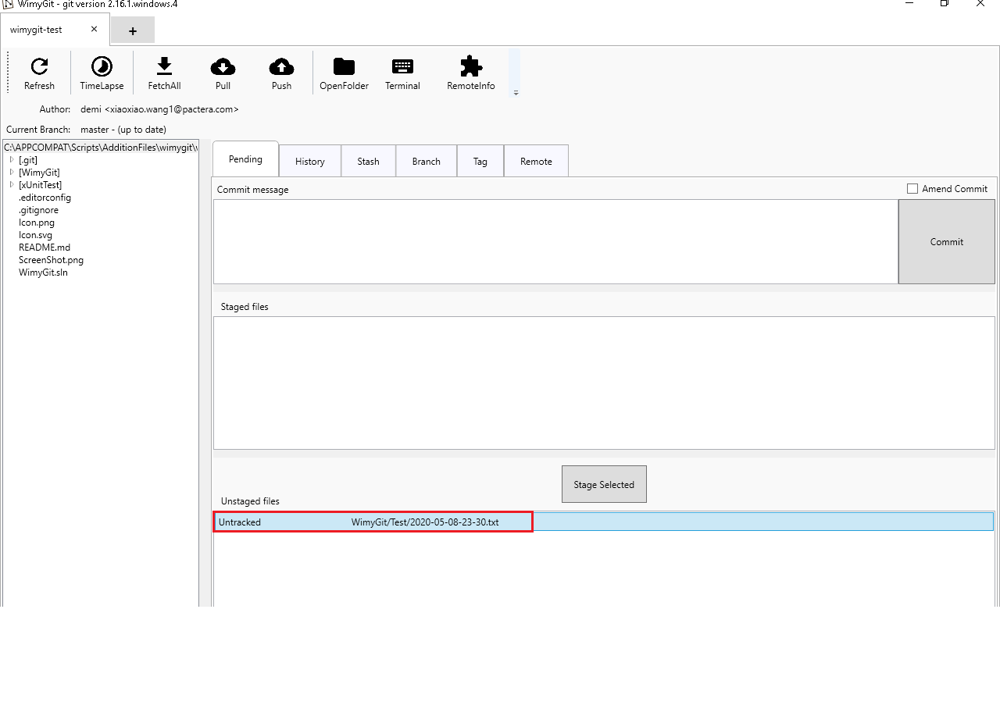 WimyGit - git version 2.16.1.windows.4
wimygit-test
Refresh TimeLapse FetchAll Pull Push OpenFolder Terminal RemoteInfo
Author: demi <xiaoxiao.wang1@pactera.com>
Current Branch: master - (up to date)
C:\APPCOMPAT\Scripts\AdditionFiles\wimygit\
[.git]
[WimyGit]
[xUnitTest]
.editorconfig
.gitignore
Icon.png
Icon.svg
README.md
ScreenShot.png
WimyGit.sln
Pending History Stash Branch Tag Remote
Commit message Amend Commit
Commit
Staged files
Stage Selected
Unstaged files
Untracked WimyGit/Test/2020-05-08-23-30.txt